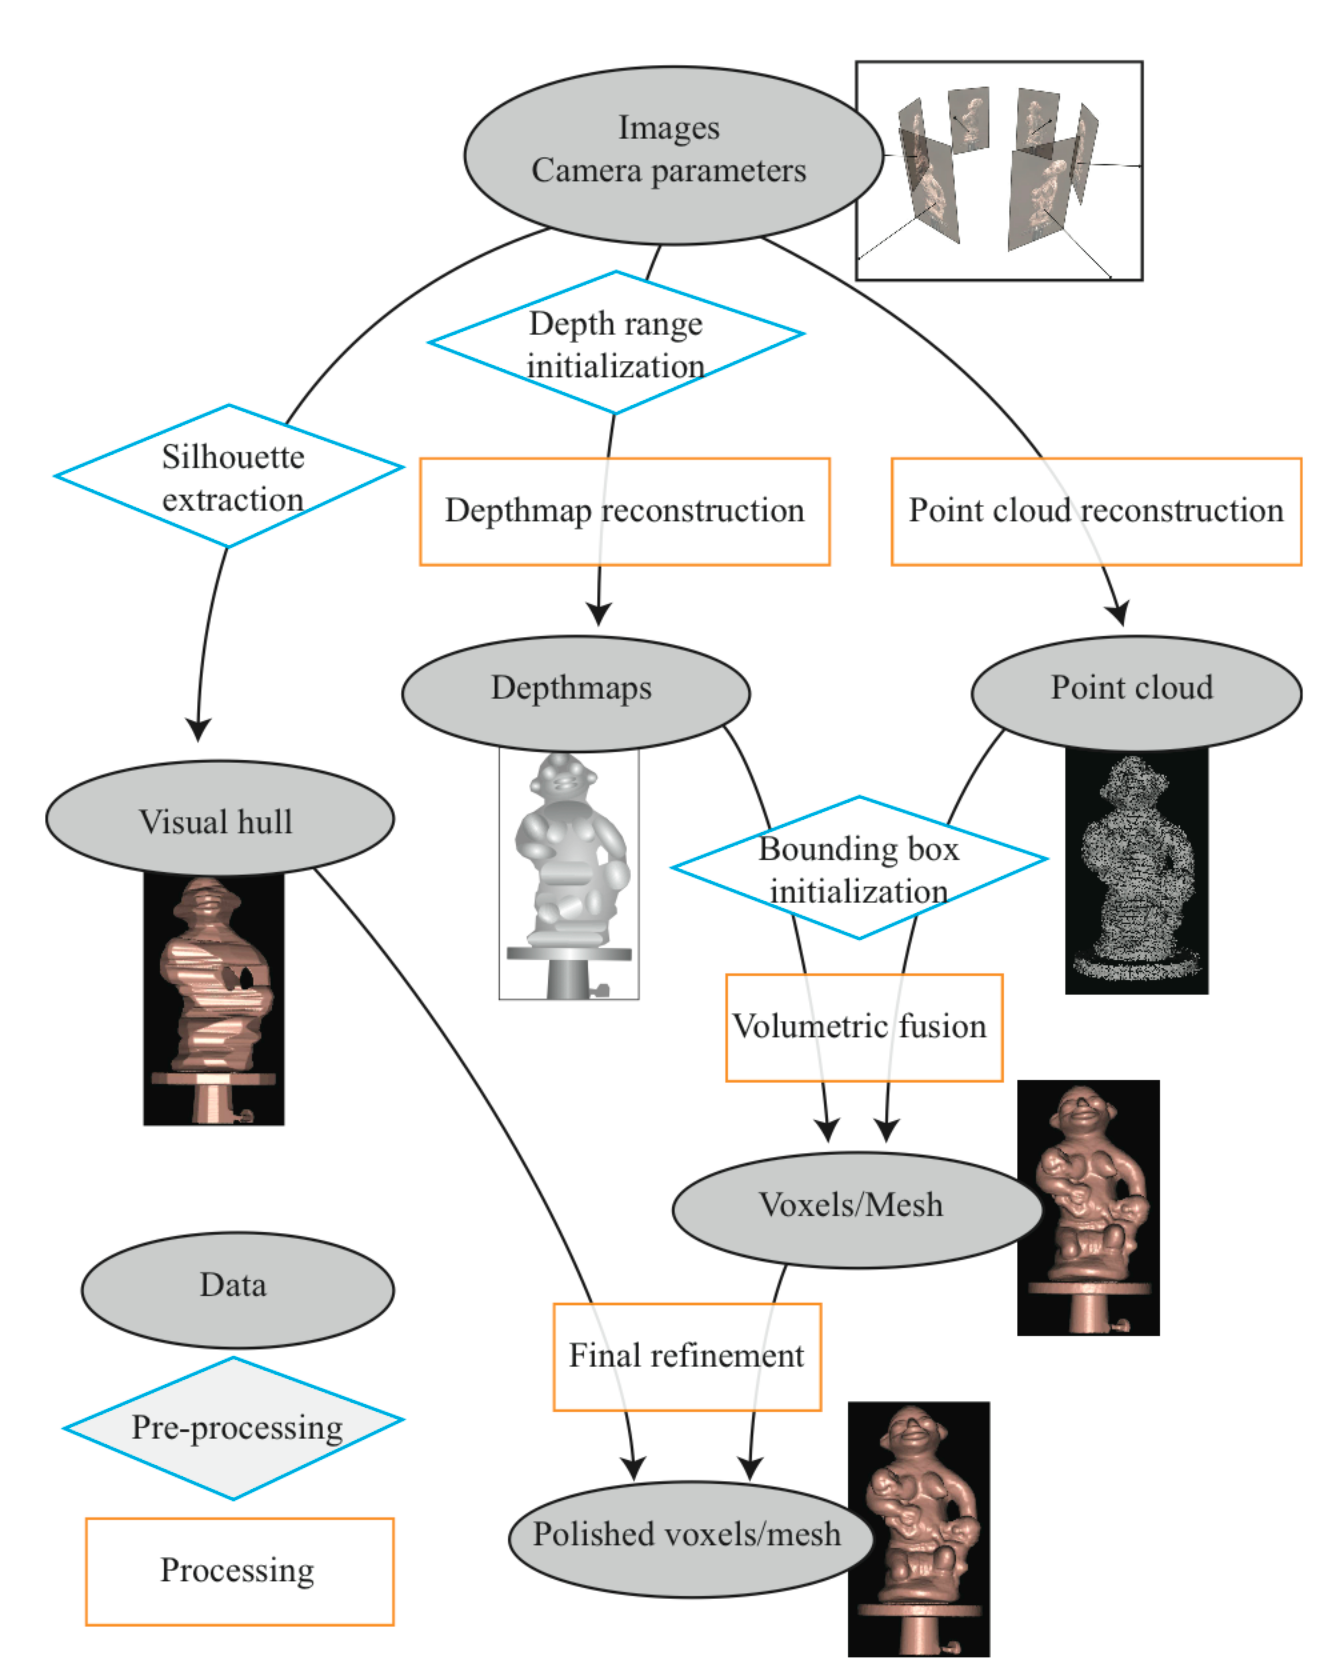 Images
Camera parameters
Depth range
initialization
Silhouette
extraction
Depthmap reconstruction
Point cloud reconstruction
Depthmaps
Point cloud
Visual hull
Bounding box
initialization
Volumetric fusion
Voxels/Mesh
Data
Final refinement
Pre-processing
Polished voxels/mesh
Processing